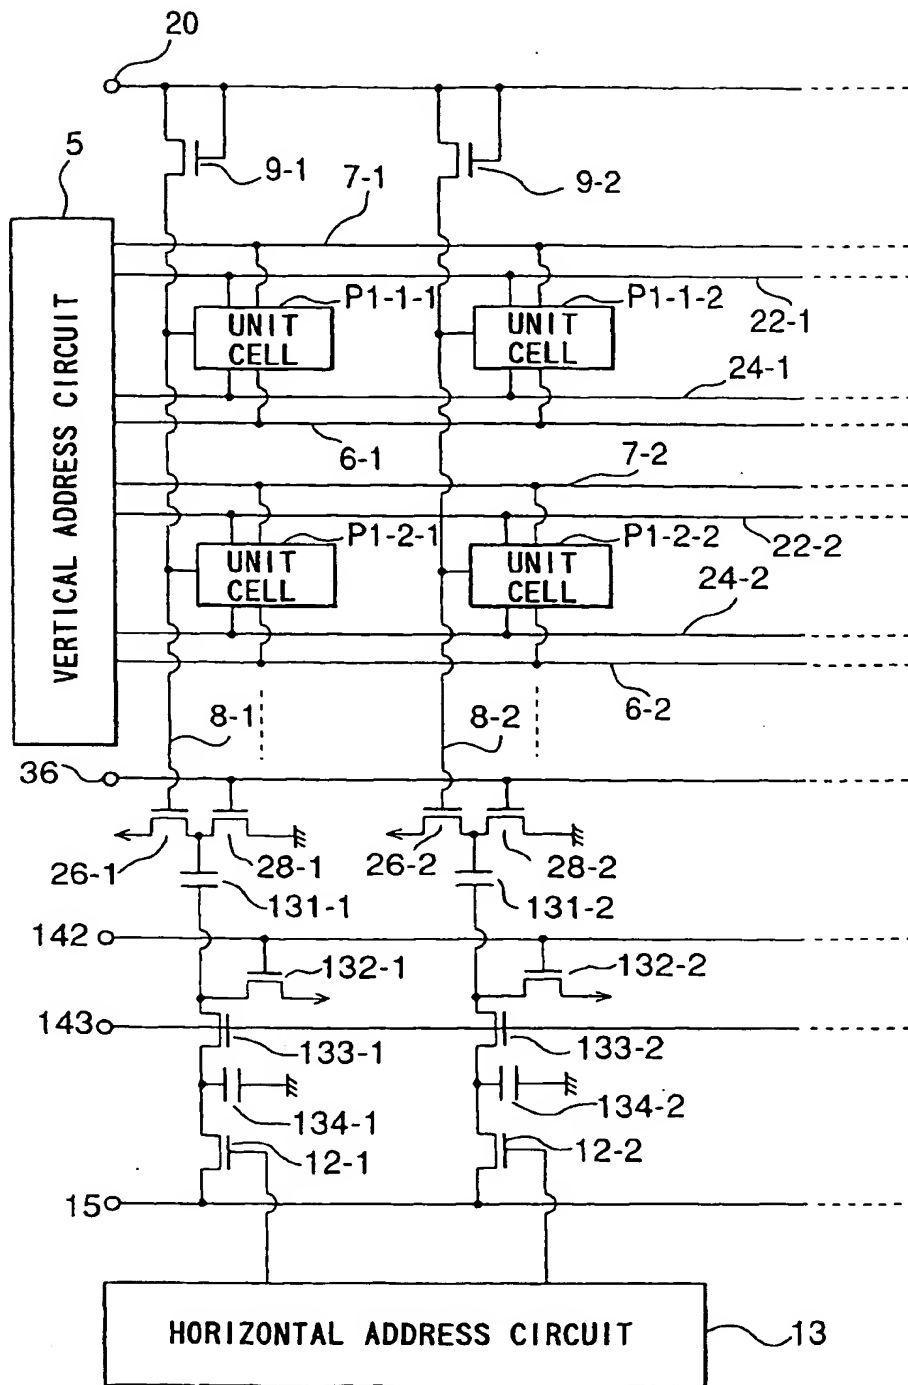 20
5
9-1
9-2
7-1
VERTICAL ADDRESS CIRCUIT
P1-1-1
P1-1-2
UNIT
CELL
UNIT
CELL
22-1
24-1
6-1
7-2
P1-2-1
P1-2-2
UNIT
CELL
UNIT
CELL
22-2
24-2
6-2
8-1
8-2
36
26-1
28-1
26-2
28-2
131-1
131-2
142
132-1
132-2
143
133-1
133-2
134-1
134-2
12-1
12-2
15
HORIZONTAL ADDRESS CIRCUIT
13